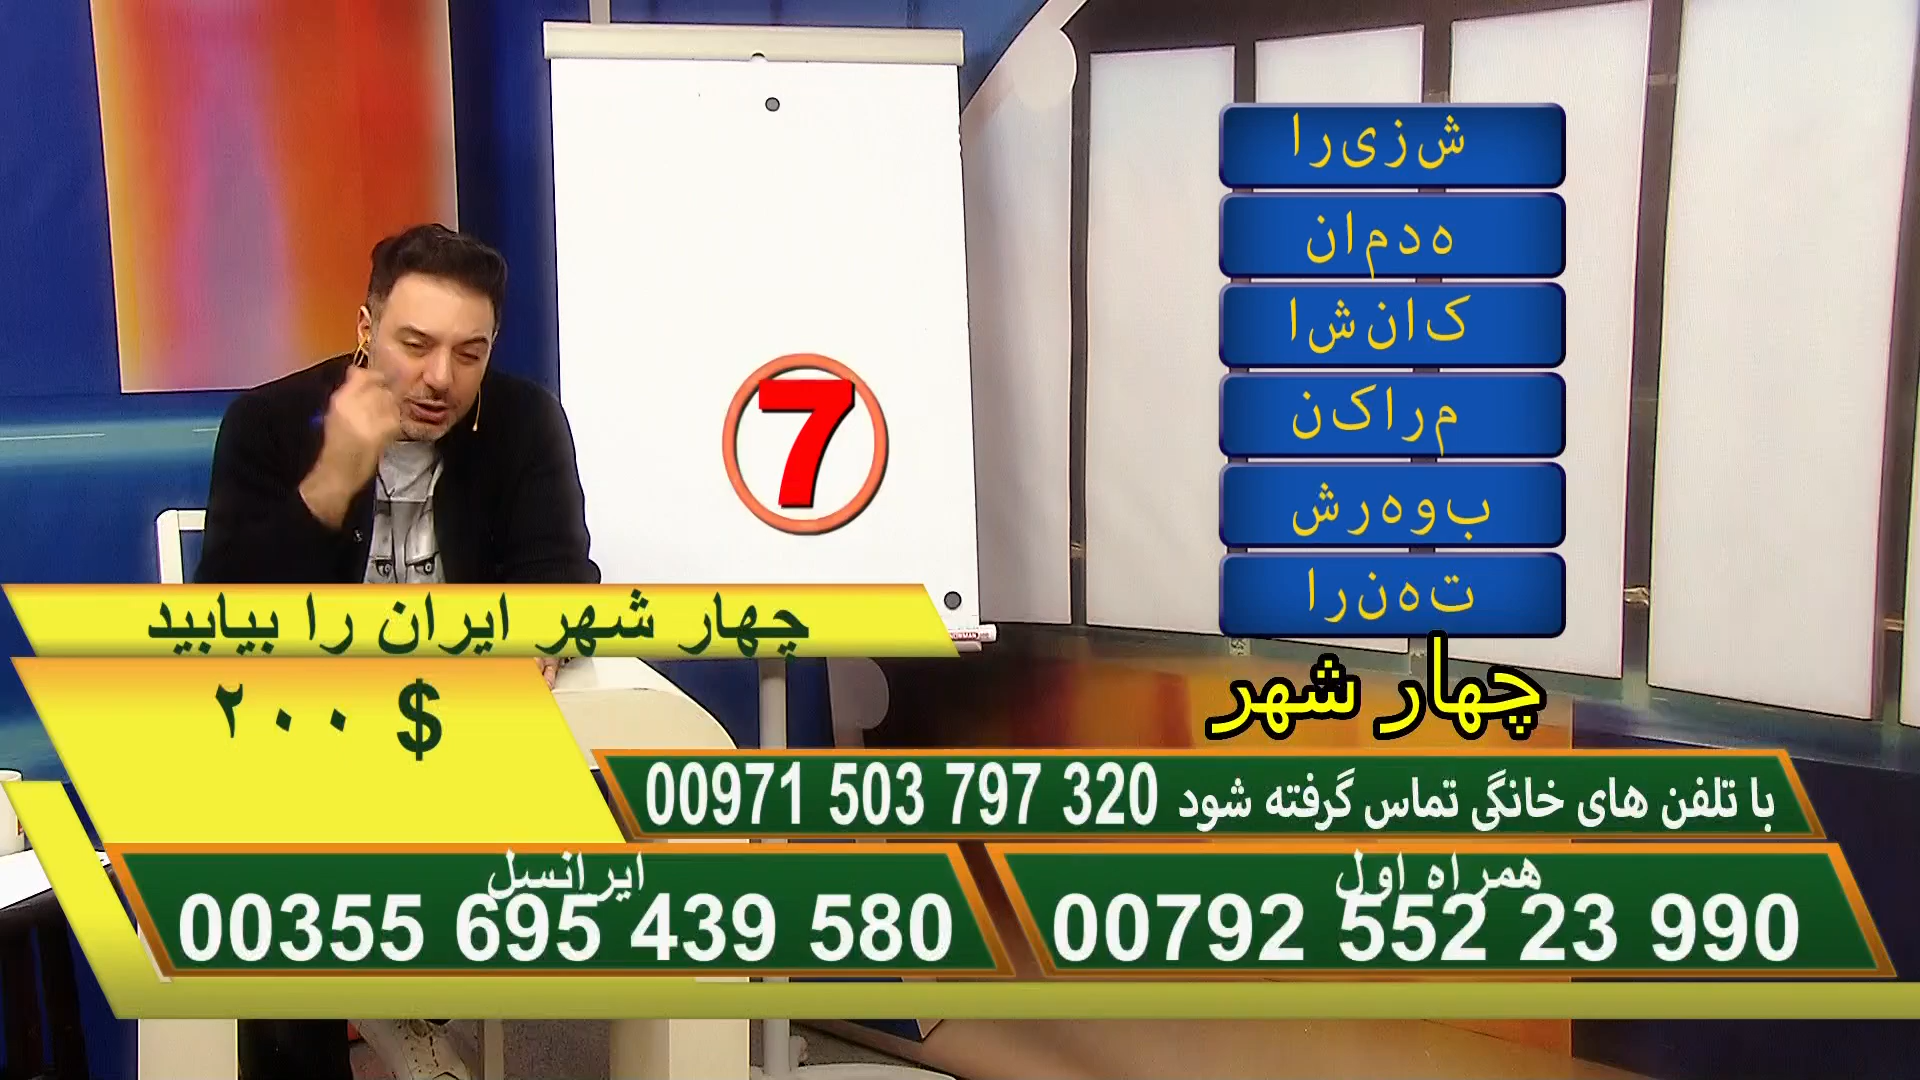 ش ز ی ر ا
ه د م ا ن
ک ا ن ش ا
م ر ا ک ن
ب و ه ر ش
ت ه ن ر ا
چهار شهر
7
چهار شهر ایران را بیابید
۲۰۰ $
با تلفن های خانگی تماس گرفته شود 00971 503 797 320
همراه اول
00792 552 23 990
ایرانسل
00355 695 439 580